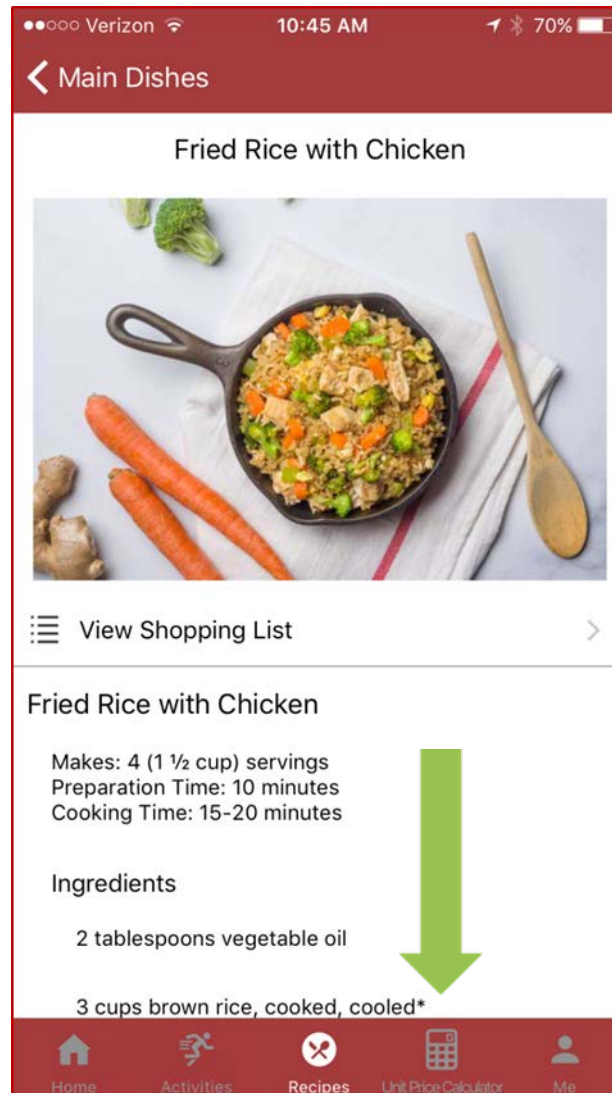 Verizon 10:45 AM 70%
Main Dishes
Fried Rice with Chicken
View Shopping List
Fried Rice with Chicken
Makes: 4 (1 ½ cup) servings
Preparation Time: 10 minutes
Cooking Time: 15-20 minutes
Ingredients
2 tablespoons vegetable oil
3 cups brown rice, cooked, cooled*
Home Activities Recipes Unit Price Calculator Me